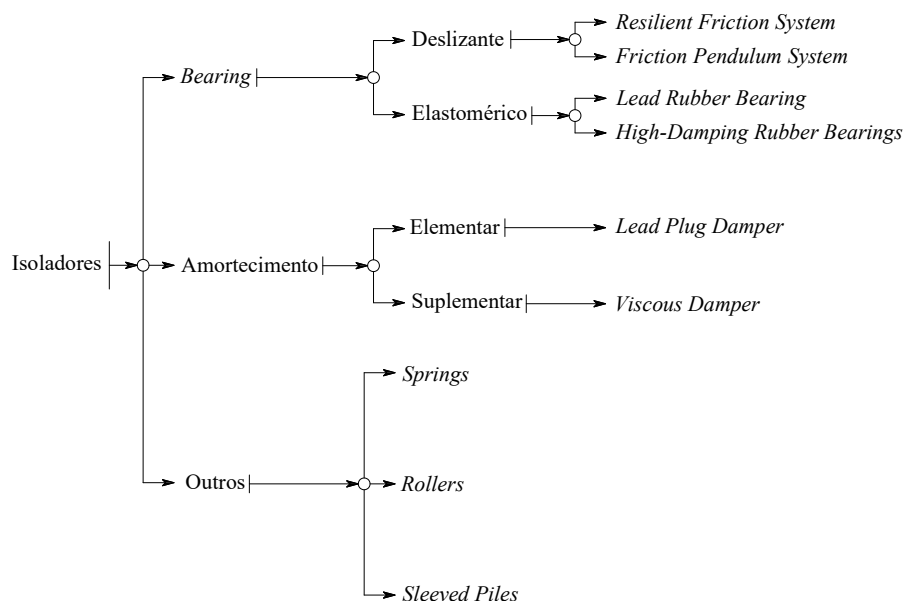 Resilient Friction System
Deslizante
Friction Pendulum System
Bearing
Lead Rubber Bearing
Elastomérico
High-Damping Rubber Bearings
Elementar
Lead Plug Damper
Isoladores
Amortecimento
Suplementar
Viscous Damper
Springs
Outros
Rollers
Sleeved Piles